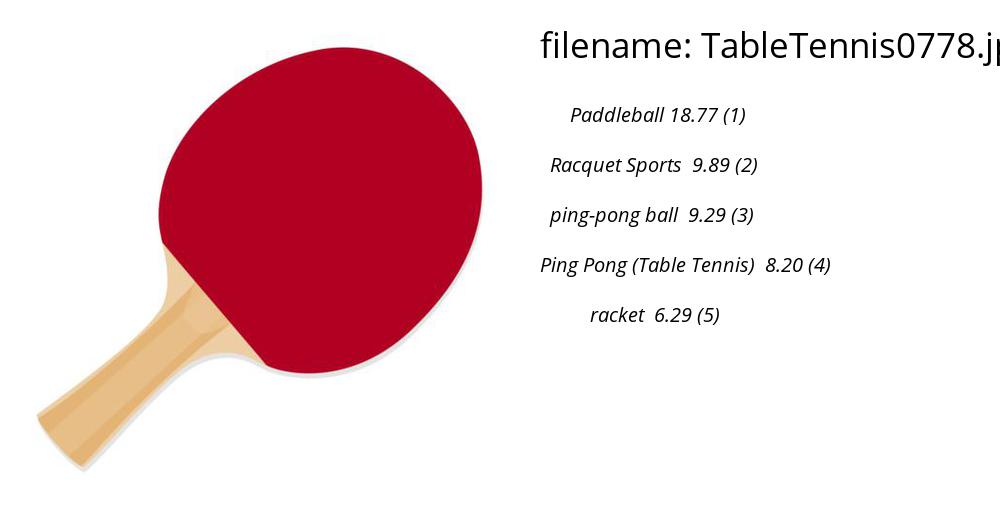 filename: TableTennis0778.j
Paddleball 18.77 (1)
Racquet Sports 9.89 (2)
ping-pong ball 9.29 (3)
Ping Pong (Table Tennis) 8.20 (4)
racket 6.29 (5)